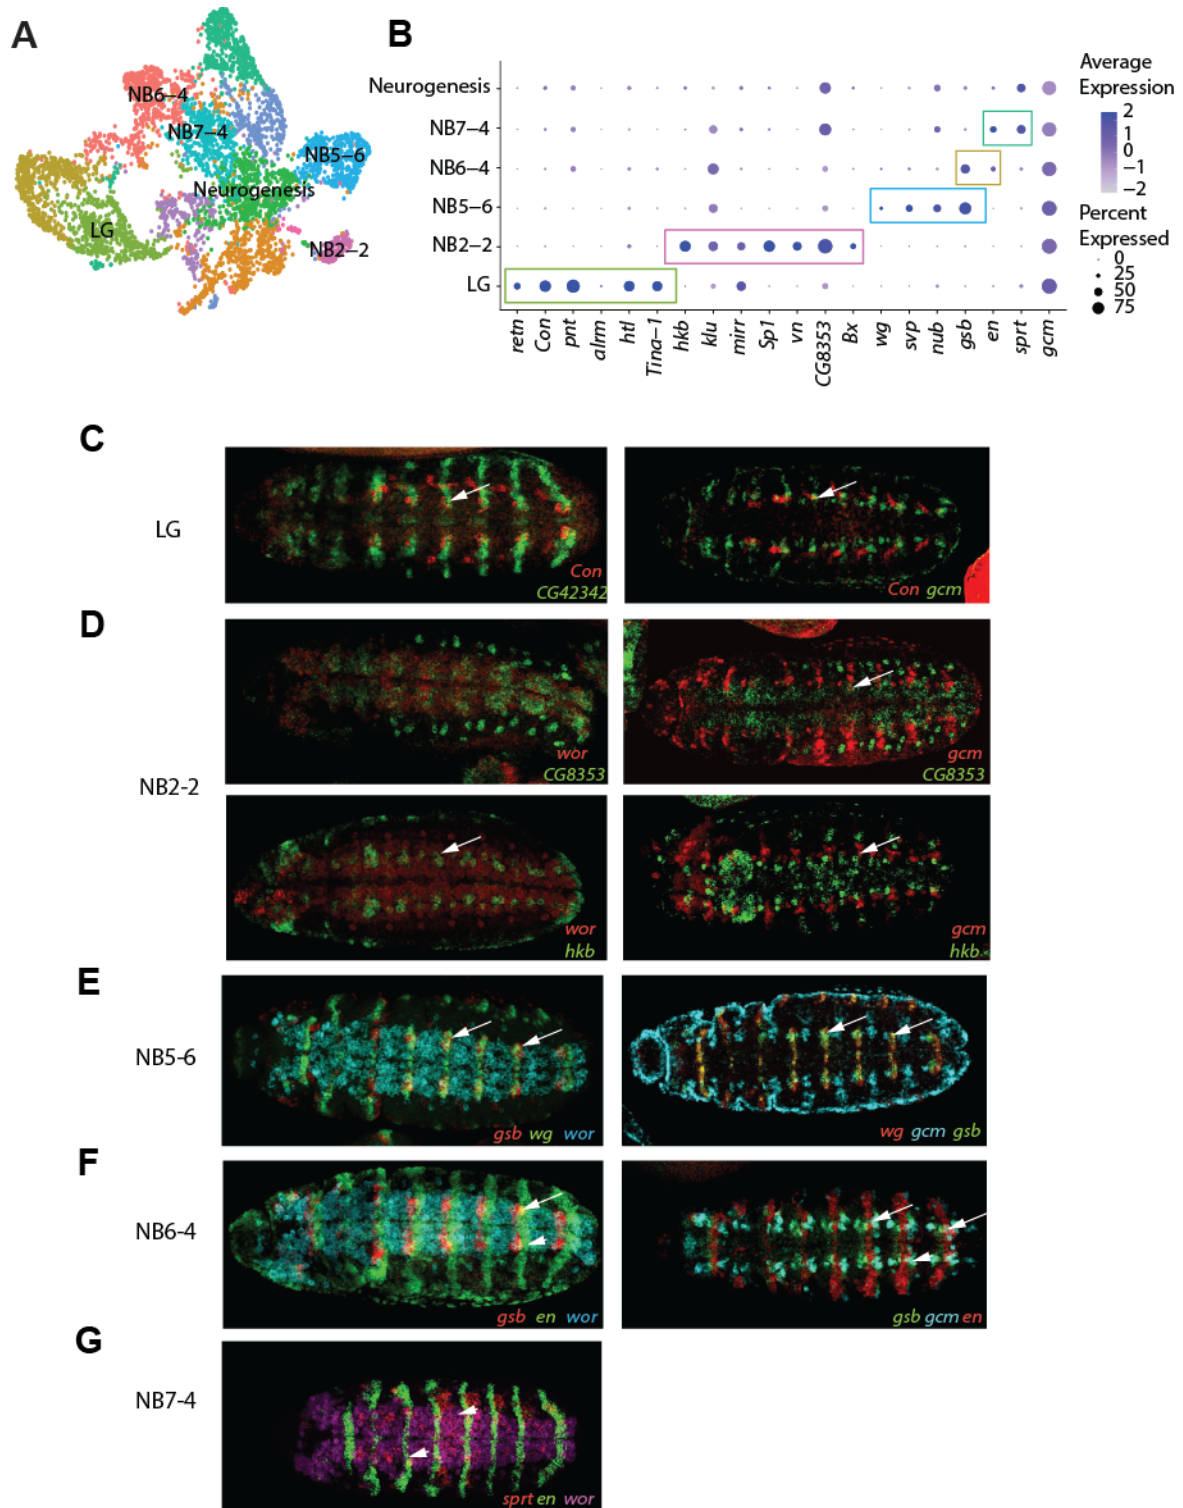 A
NB6–4
NB7–4
NB5–6
Neurogenesis
LG
NB2–2
B
Neurogenesis
NB7–4
NB6–4
NB5–6
NB2–2
LG
retn
Con
pnt
alrm
htl
Tina–1
hkb
klu
mirr
Sp1
vn
CG8353
Bx
wg
svp
nub
gsb
en
sprt
gcm
Average
Expression
2
1
0
−1
−2
Percent
Expressed
0
25
50
75
C
LG
Con
CG42342
Con gcm
D
NB2-2
wor
CG8353
gcm
CG8353
wor
hkb
gcm
hkb
E
NB5-6
gsb wg wor
wg gcm gsb
F
NB6-4
gsb en wor
gsb gcm en
G
NB7-4
sprt en wor